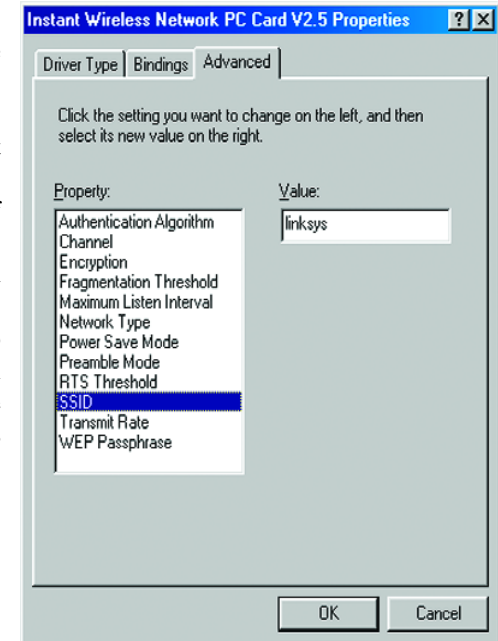 Instant Wireless Network PC Card V2.5 Properties
Driver Type Bindings Advanced
Click the setting you want to change on the left, and then
select its new value on the right.
Property:
Value:
Authentication Algorithm
Channel
Encryption
Fragmentation Threshold
Maximum Listen Interval
Network Type
Power Save Mode
Preamble Mode
RTS Threshold
SSID
Transmit Rate
WEP Passphrase
linksys
OK Cancel